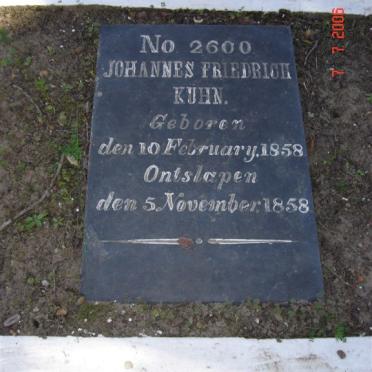 No 2600
JOHANNES FRIEDRICH
KUHN.
Geboren
den 10 February, 1858
Ontslapen
den 5 November, 1858
7 7 2006